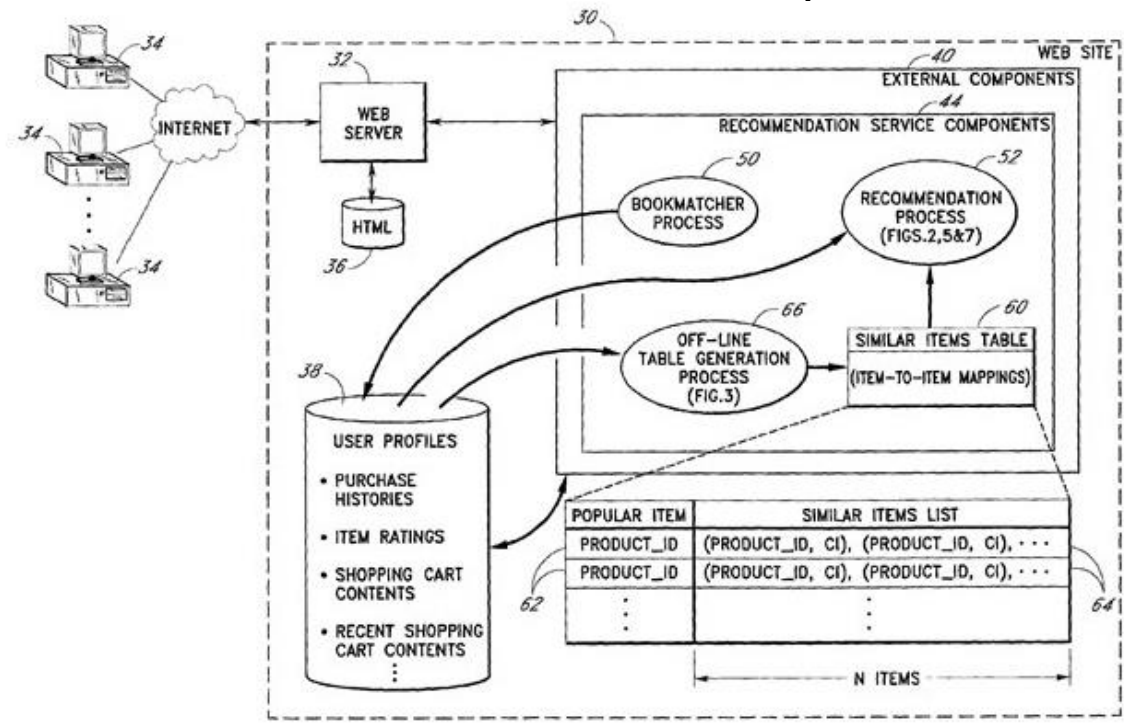 30
WEB SITE
34
32
40
EXTERNAL COMPONENTS
44
RECOMMENDATION SERVICE COMPONENTS
34
INTERNET
WEB
SERVER
50
BOOKMATCHER
PROCESS
52
RECOMMENDATION
PROCESS
(FIGS.2,5&7)
HTML
36
34
66
OFF-LINE
TABLE GENERATION
PROCESS
(FIG.3)
60
SIMILAR ITEMS TABLE
(ITEM-TO-ITEM MAPPINGS)
38
USER PROFILES
• PURCHASE
HISTORIES
• ITEM RATINGS
• SHOPPING CART
CONTENTS
• RECENT SHOPPING
CART CONTENTS
POPULAR ITEM SIMILAR ITEMS LIST
PRODUCT_ID (PRODUCT_ID, CI), (PRODUCT_ID, CI), ···
PRODUCT_ID (PRODUCT_ID, CI), (PRODUCT_ID, CI), ···
62
64
N ITEMS